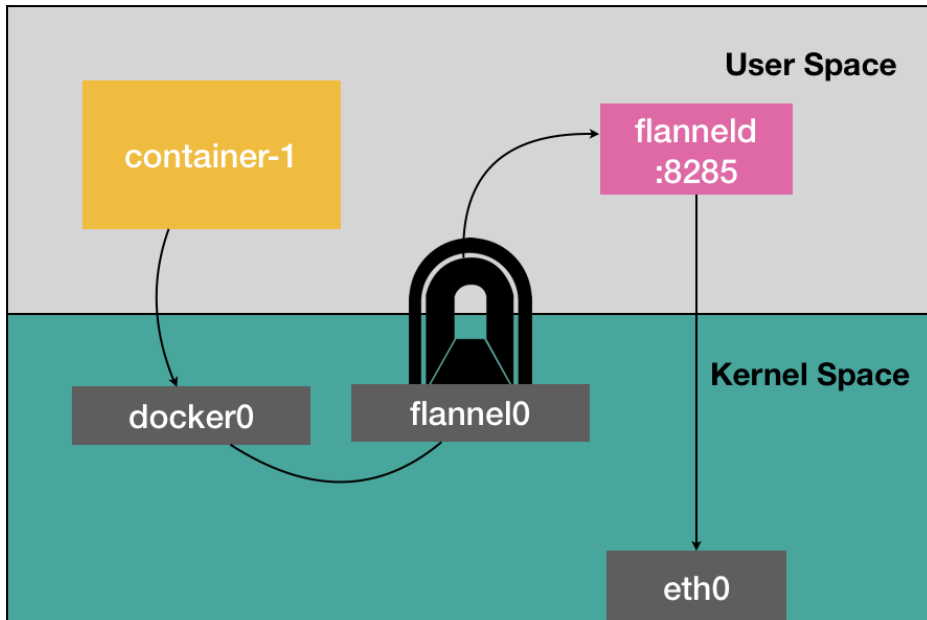 User Space
container-1
flanneld
:8285
Kernel Space
docker0
flannel0
eth0